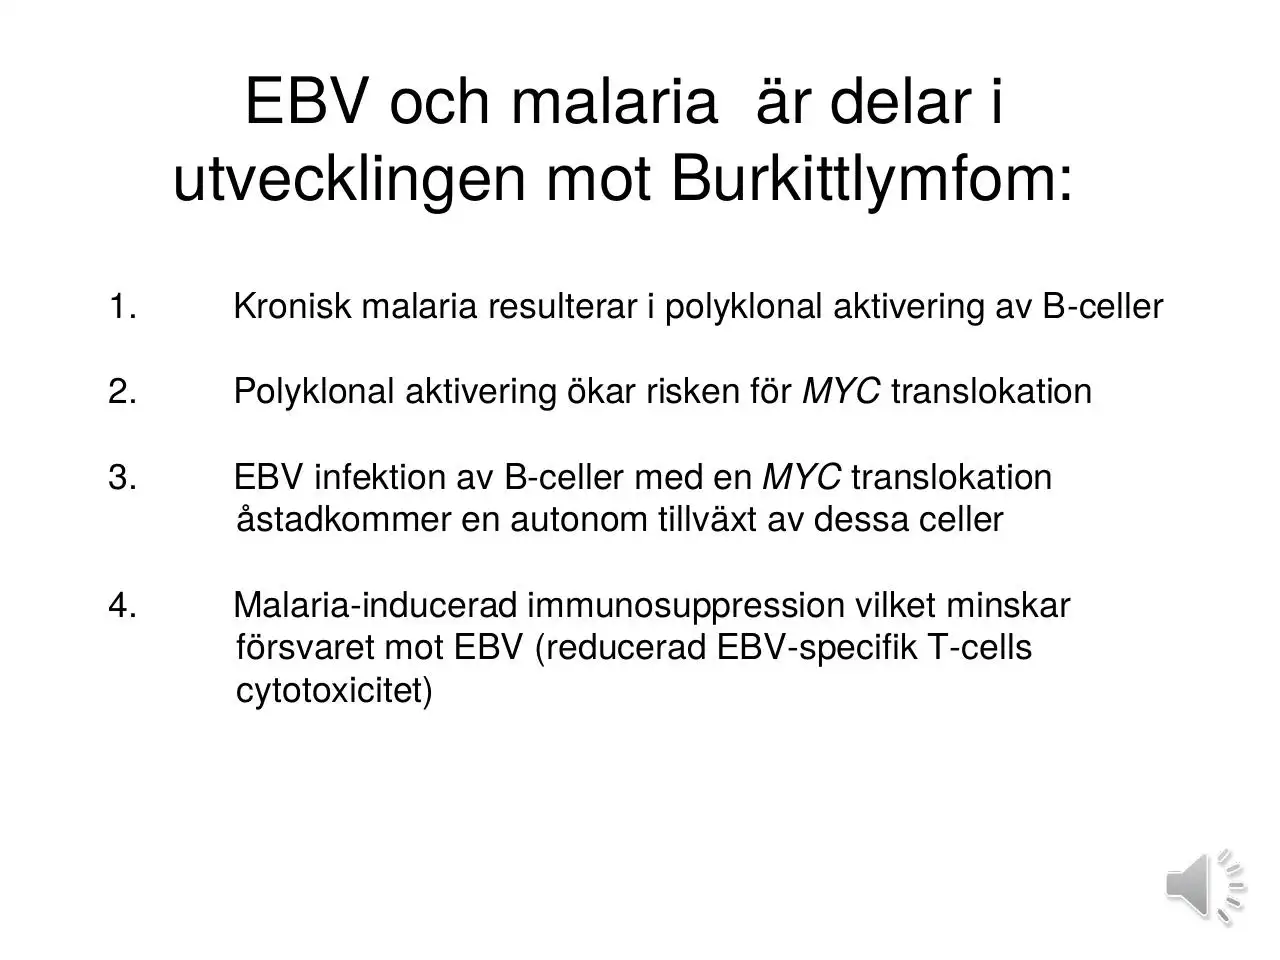 EBV och malaria  är delar i
utvecklingen mot Burkittlymfom:
1. Kronisk malaria resulterar i polyklonal aktivering av B-celler
2. Polyklonal aktivering ökar risken för MYC translokation
3. EBV infektion av B-celler med en MYC translokation
åstadkommer en autonom tillväxt av dessa celler
4. Malaria-inducerad immunosuppression vilket minskar
försvaret mot EBV (reducerad EBV-specifik T-cells
cytotoxicitet)